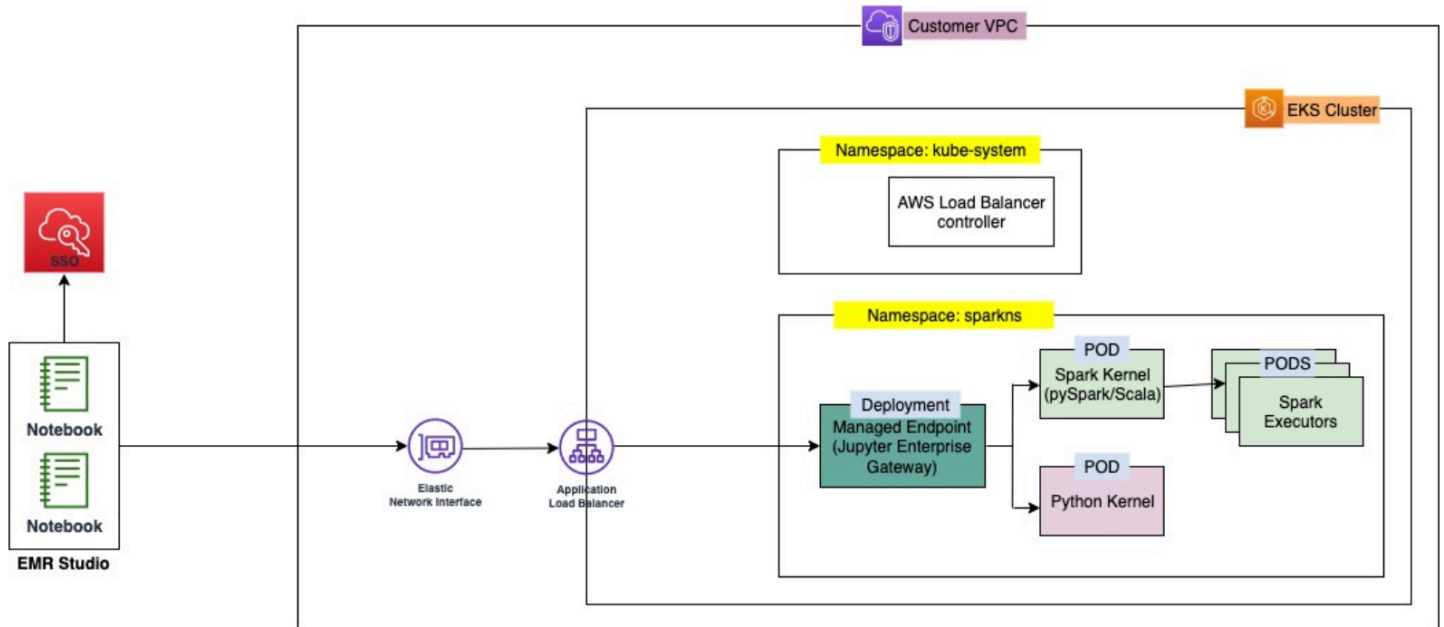 Customer VPC
EKS Cluster
Namespace: kube-system
AWS Load Balancer
controller
SSO
Namespace: sparkns
POD
Spark Kernel
(pySpark/Scala)
PODS
Spark
Executors
Deployment
Managed Endpoint
(Jupyter Enterprise
Gateway)
POD
Python Kernel
Notebook
Notebook
EMR Studio
Elastic
Network Interface
Application
Load Balancer